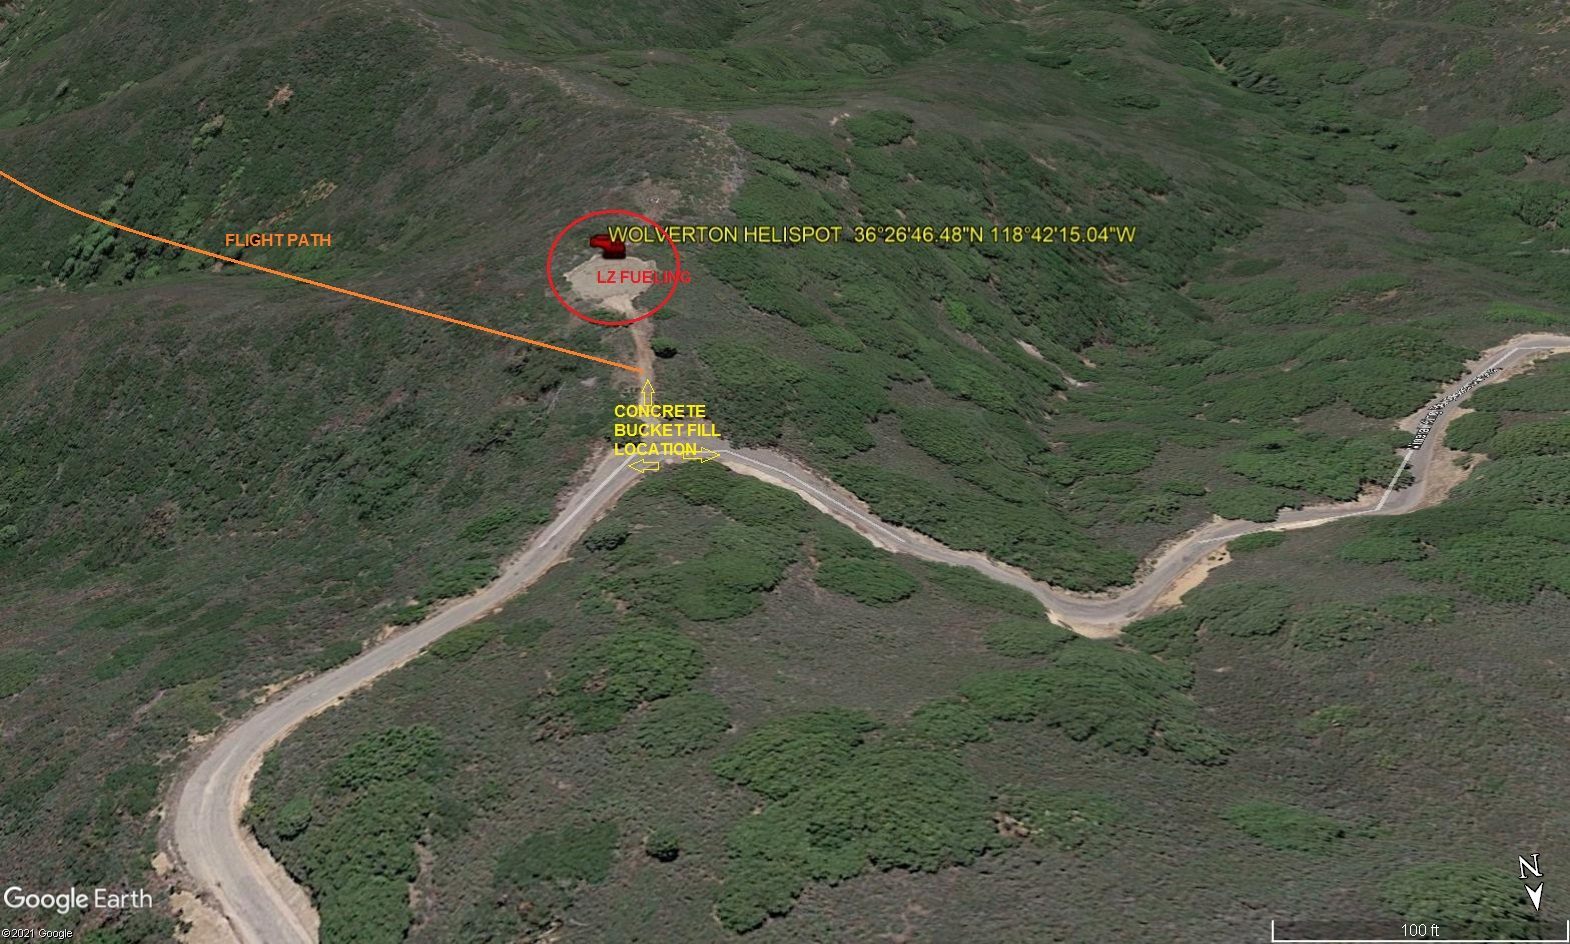 FLIGHT PATH
WOLVERTON HELISPOT 36°26'46.48"N 118°42'15.04"W
LZ FUELING
CONCRETE
BUCKET FILL
LOCATION
N
Google Earth
©2021 Google
100 ft